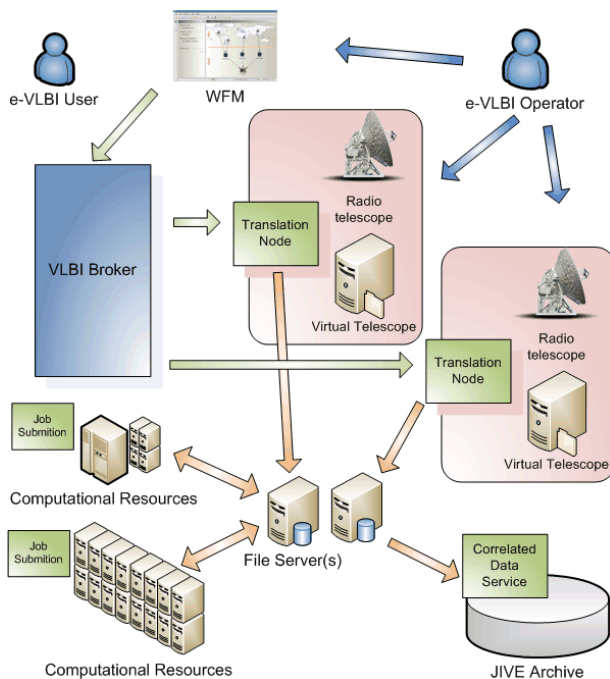 e-VLBI User
WFM
e-VLBI Operator
Radio
telescope
Translation
Node
VLBI Broker
Virtual Telescope
Radio
telescope
Translation
Node
Virtual Telescope
Job
Submition
Computational Resources
File Server(s)
Job
Submition
Correlated
Data
Service
Computational Resources
JIVE Archive